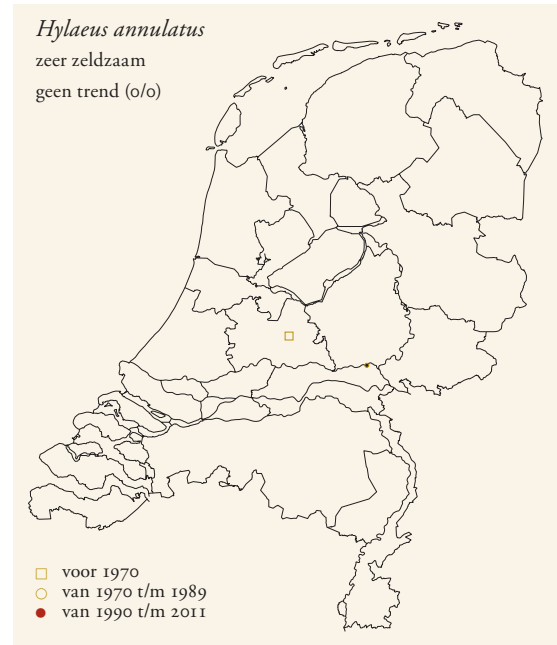 Hylaeus annulatus
zeer zeldzaam
geen trend (0/0)
voor 1970
van 1970 t/m 1989
van 1990 t/m 2011